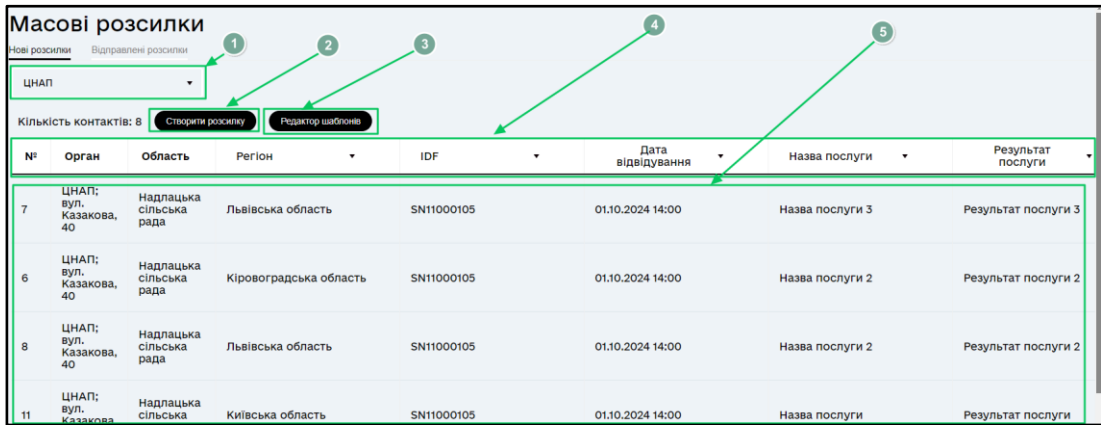 Масові розсилки
1 2 3 4 5
Нові розсилки Відправлені розсилки
ЦНАП
Кількість контактів: 8 Створити розсилку Редактор шаблонів
№ Орган Область Регіон IDF Дата відвідування Назва послуги Результат послуги
7 ЦНАП; вул. Казакова, 40 Надлацька сільська рада Львівська область SN11000105 01.10.2024 14:00 Назва послуги 3 Результат послуги 3
6 ЦНАП; вул. Казакова, 40 Надлацька сільська рада Кіровоградська область SN11000105 01.10.2024 14:00 Назва послуги 2 Результат послуги 2
8 ЦНАП; вул. Казакова, 40 Надлацька сільська рада Львівська область SN11000105 01.10.2024 14:00 Назва послуги 2 Результат послуги 2
11 ЦНАП; вул. Казакова Надлацька сільська Київська область SN11000105 01.10.2024 14:00 Назва послуги Результат послуги